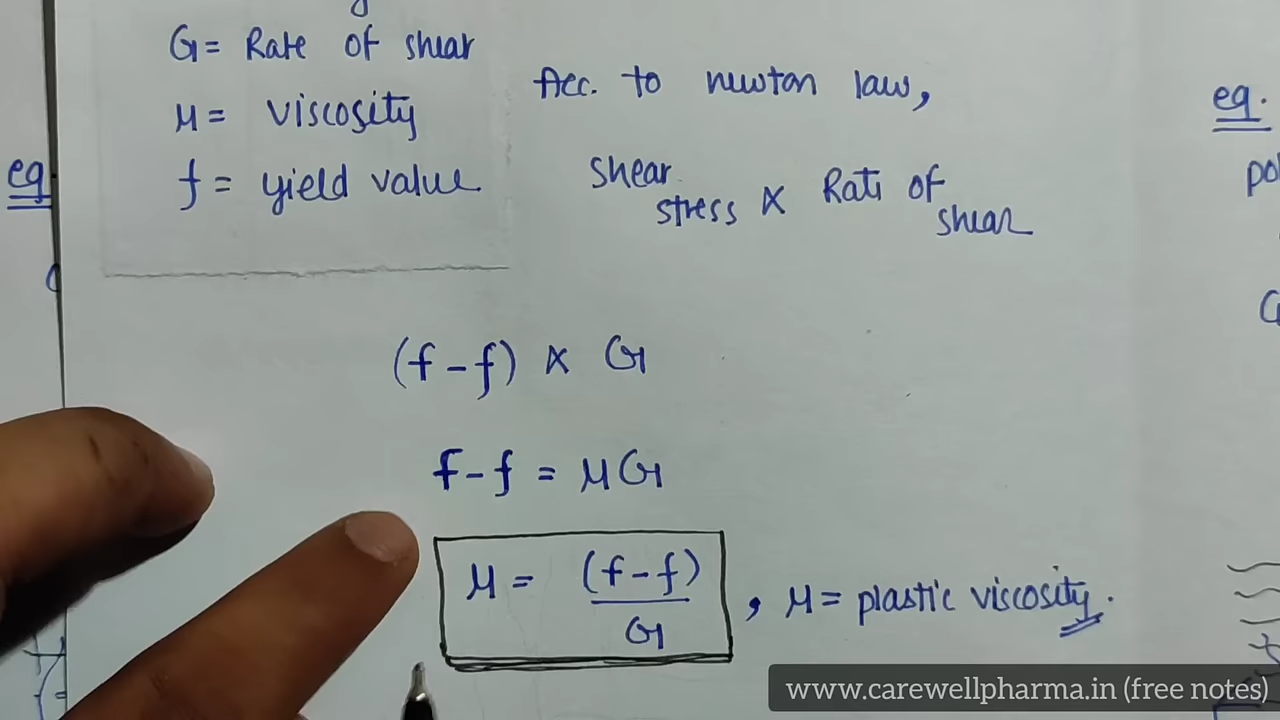 G = Rate of shear
μ = viscosity
f = yield value
Acc. to newton law,
Shear stress ∝ Rate of shear
(f - f) ∝ G
f - f = μG
μ = (f - f) / G , μ = plastic viscosity.
eg
eg.
www.carewellpharma.in (free notes)